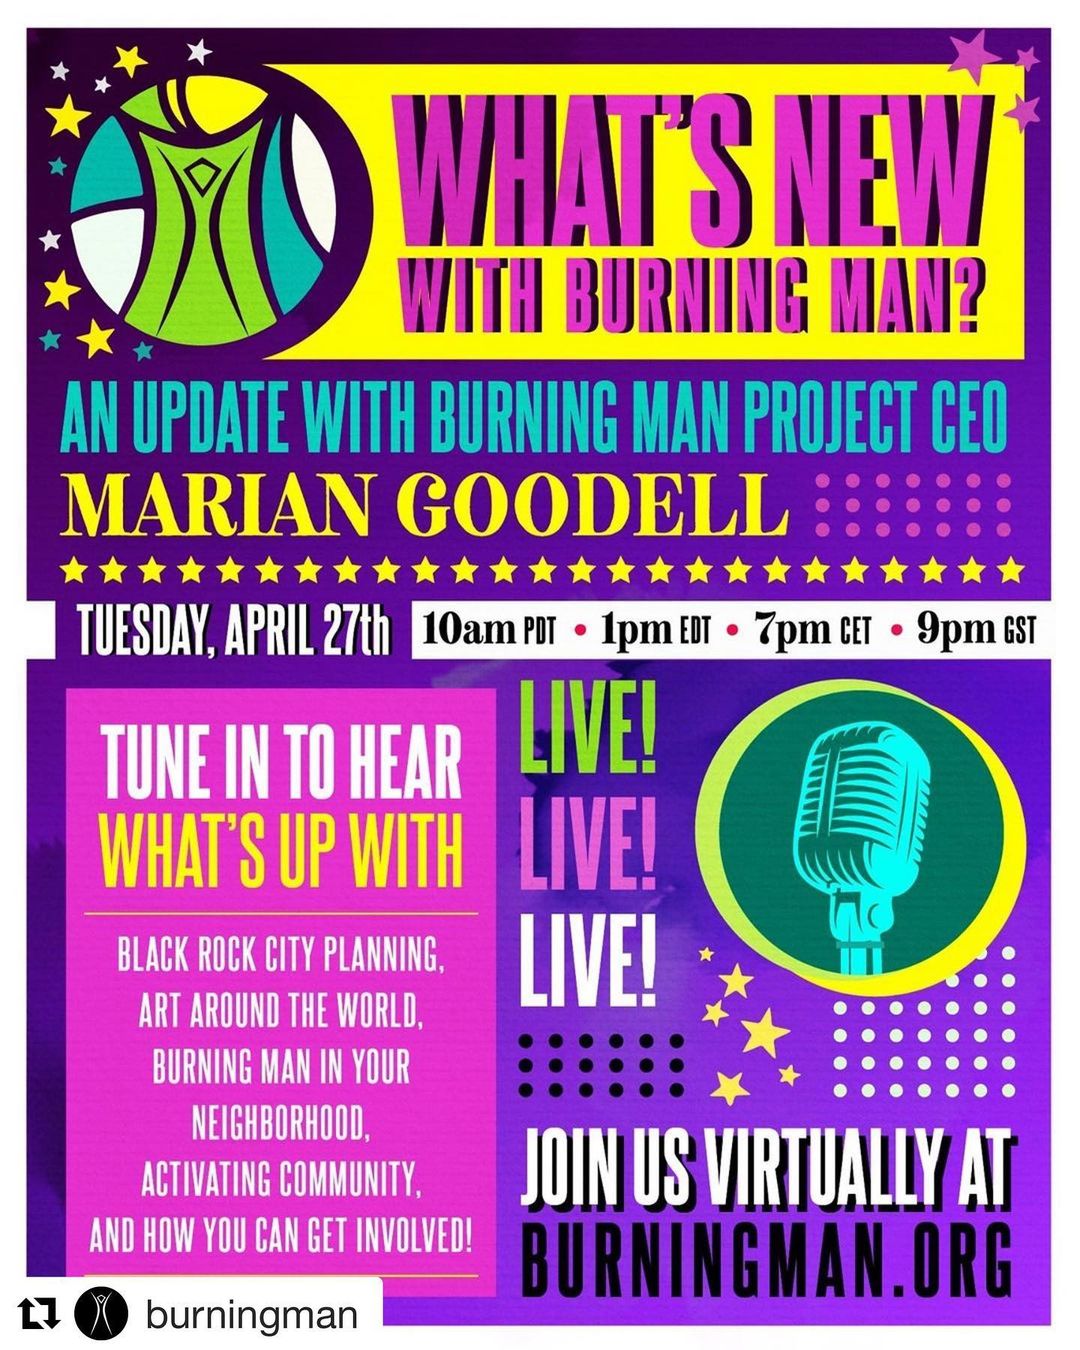 WHAT'S NEW
WITH BURNING MAN?
AN UPDATE WITH BURNING MAN PROJECT CEO
MARIAN GOODELL
TUESDAY, APRIL 27th
10am PDT • 1pm EDT • 7pm CET • 9pm GST
TUNE IN TO HEAR
WHAT'S UP WITH
BLACK ROCK CITY PLANNING,
ART AROUND THE WORLD,
BURNING MAN IN YOUR
NEIGHBORHOOD,
ACTIVATING COMMUNITY,
AND HOW YOU CAN GET INVOLVED!
LIVE!
LIVE!
LIVE!
JOIN US VIRTUALLY AT
BURNINGMAN.ORG
burningman